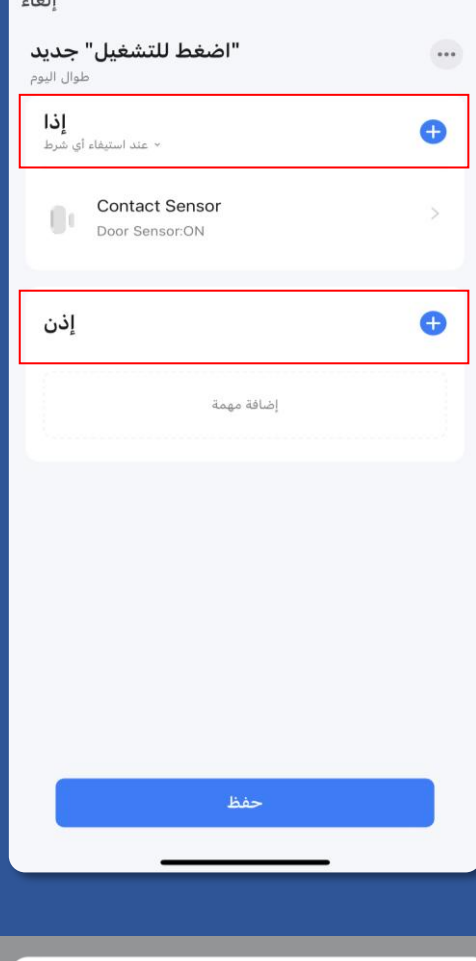 إلغاء
"اضغط للتشغيل" جديد
طوال اليوم
إذا
عند استيفاء أي شرط
Contact Sensor
Door Sensor:ON
إذن
إضافة مهمة
حفظ